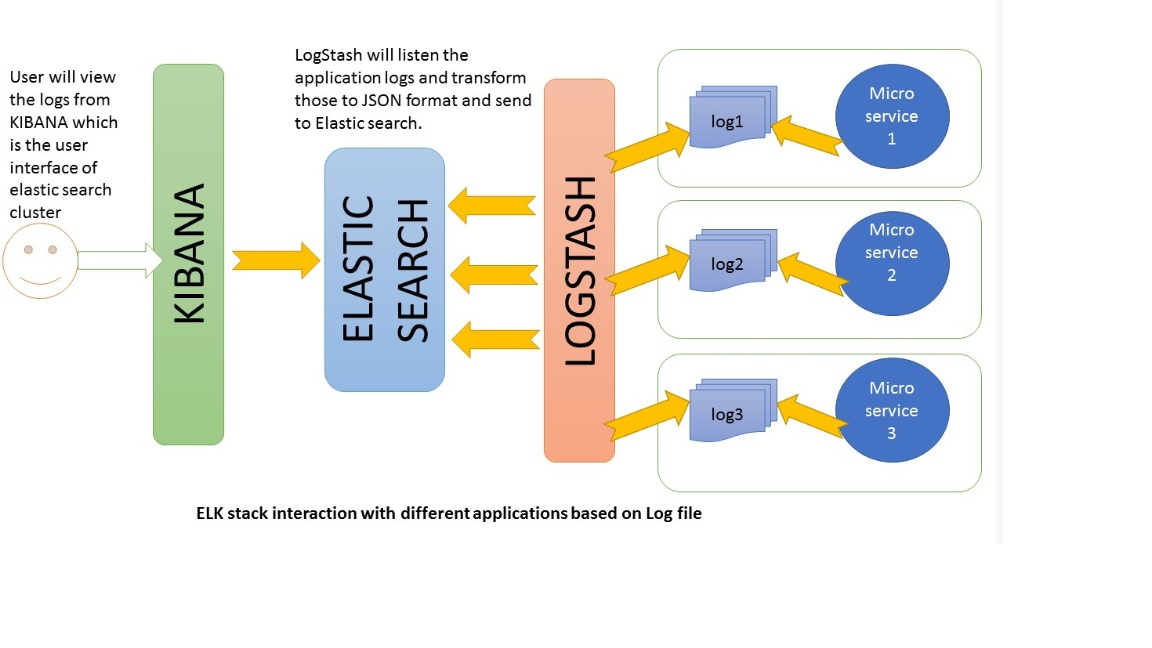 User will view
the logs from
KIBANA which
is the user
interface of
elastic search
cluster
KIBANA
LogStash will listen the
application logs and transform
those to JSON format and send
to Elastic search.
ELASTIC
SEARCH
LOGSTASH
log1
Micro
service
1
log2
Micro
service
2
log3
Micro
service
3
ELK stack interaction with different applications based on Log file